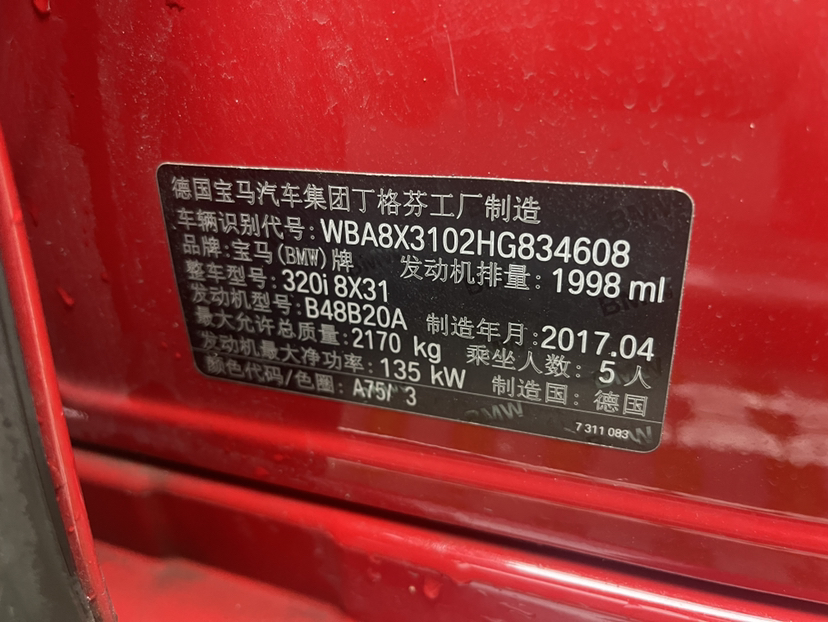 德国宝马汽车集团丁格芬工厂制造
车辆识别代号: WBA8X3102HG834608
品牌: 宝马(BMW)牌 发动机排量: 1998 ml
整车型号: 320i 8X31
发动机型号: B48B20A 制造年月: 2017.04
最大允许总质量: 2170 kg 乘坐人数: 5 人
发动机最大净功率: 135 kW 制造国: 德国
颜色代码/色圈: A75/ 3
7 311 083
BMW